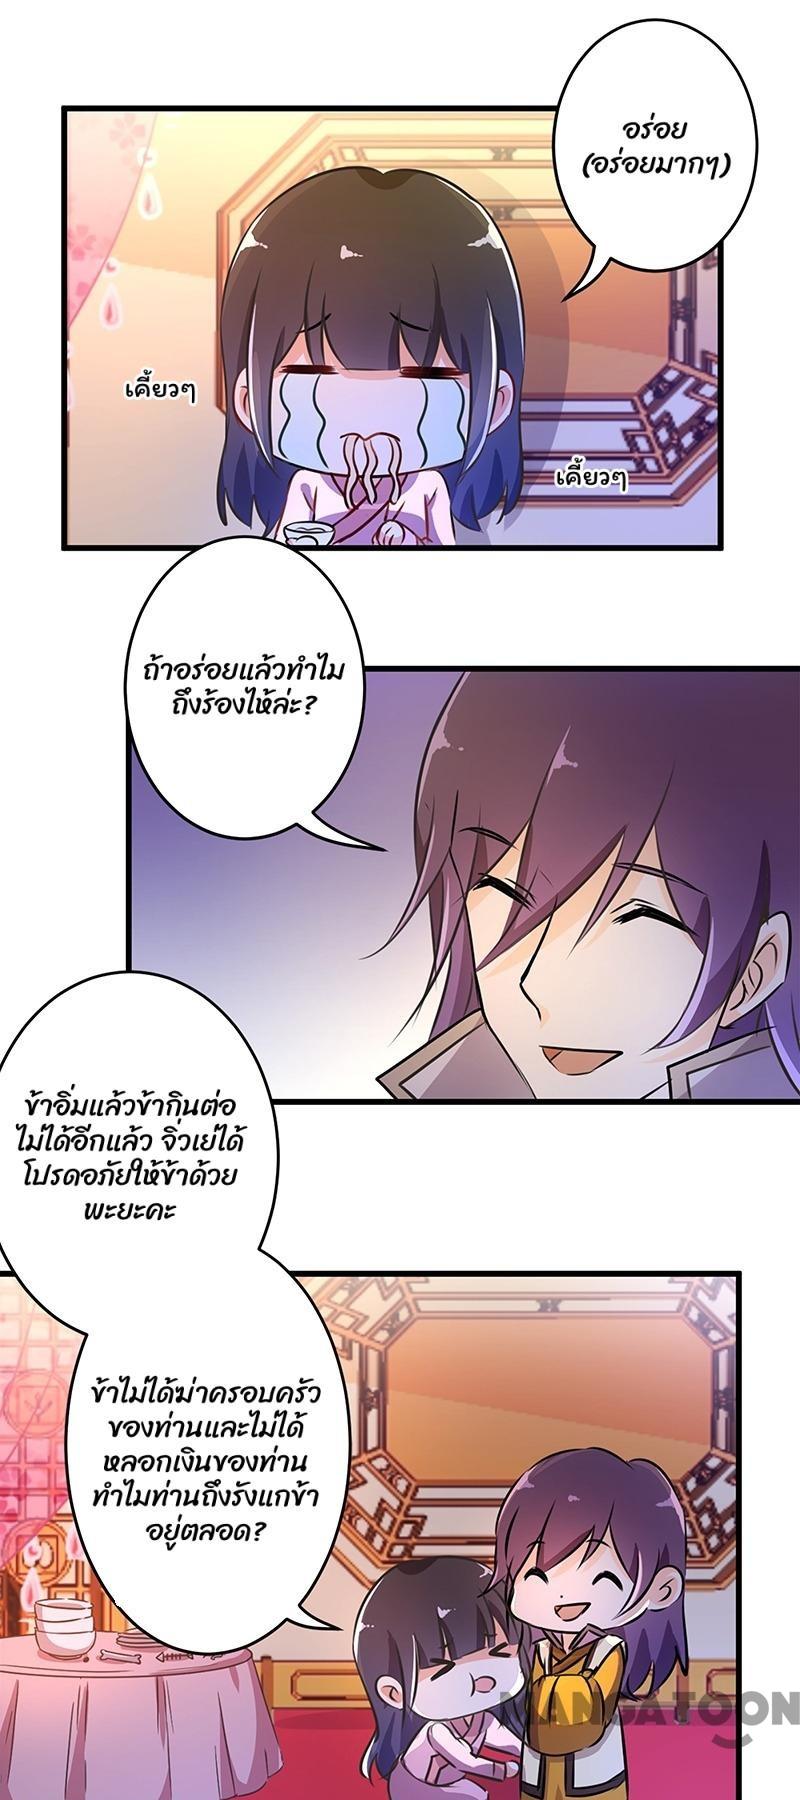 อร่อย
(อร่อยมากๆ)
เคี้ยวๆ
เคี้ยวๆ
ถ้าอร่อยแล้วทำไม
ถึงร้องไห้ล่ะ?
ข้าอิ่มแล้วข้ากินต่อ
ไม่ได้อีกแล้ว จิ่วเย่ได้
โปรดอภัยให้ข้าด้วย
พะยะคะ
ข้าไม่ได้ฆ่าครอบครัว
ของท่านและไม่ได้
หลอกเงินของท่าน
ทำไมท่านถึงรังแกข้า
อยู่ตลอด?
MANGATOON